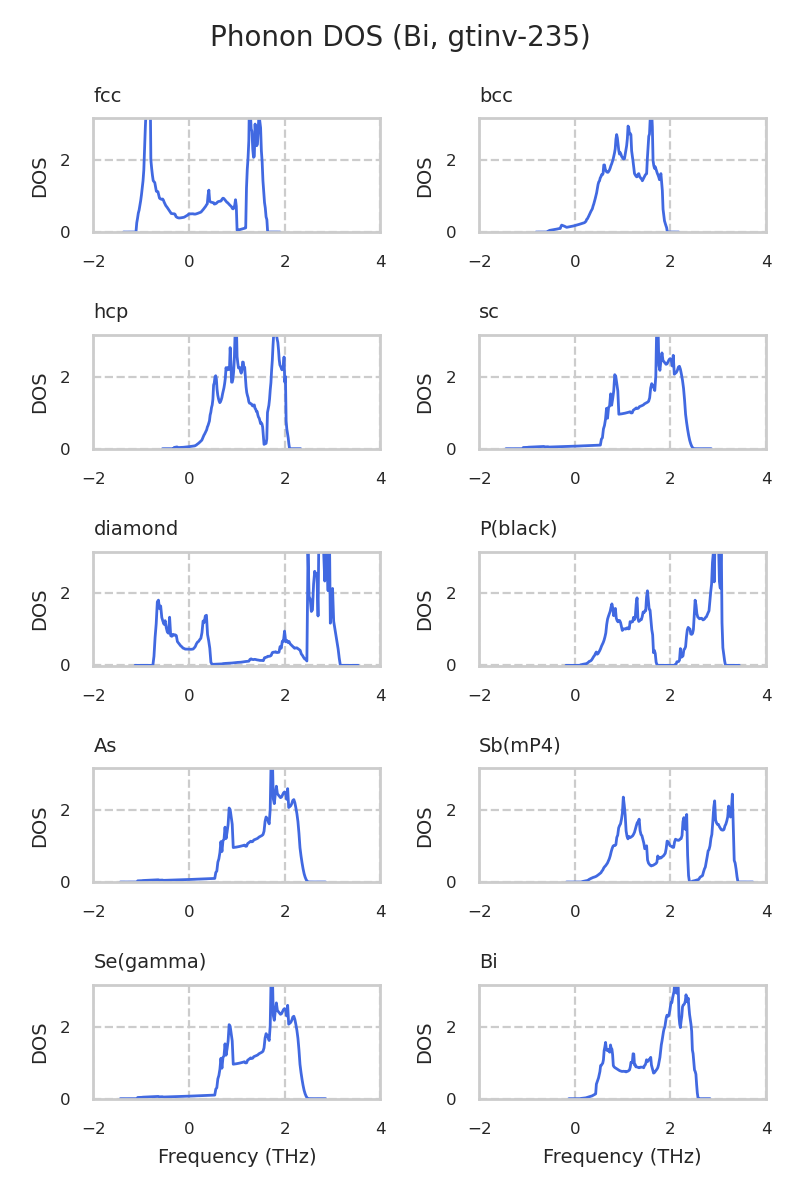 Phonon DOS (Bi, gtinv-235)
fcc
DOS
2
0
−2 0 2 4
bcc
DOS
2
0
−2 0 2 4
hcp
DOS
2
0
−2 0 2 4
sc
DOS
2
0
−2 0 2 4
diamond
DOS
2
0
−2 0 2 4
P(black)
DOS
2
0
−2 0 2 4
As
DOS
2
0
−2 0 2 4
Sb(mP4)
DOS
2
0
−2 0 2 4
Se(gamma)
DOS
2
0
−2 0 2 4
Frequency (THz)
Bi
DOS
2
0
−2 0 2 4
Frequency (THz)